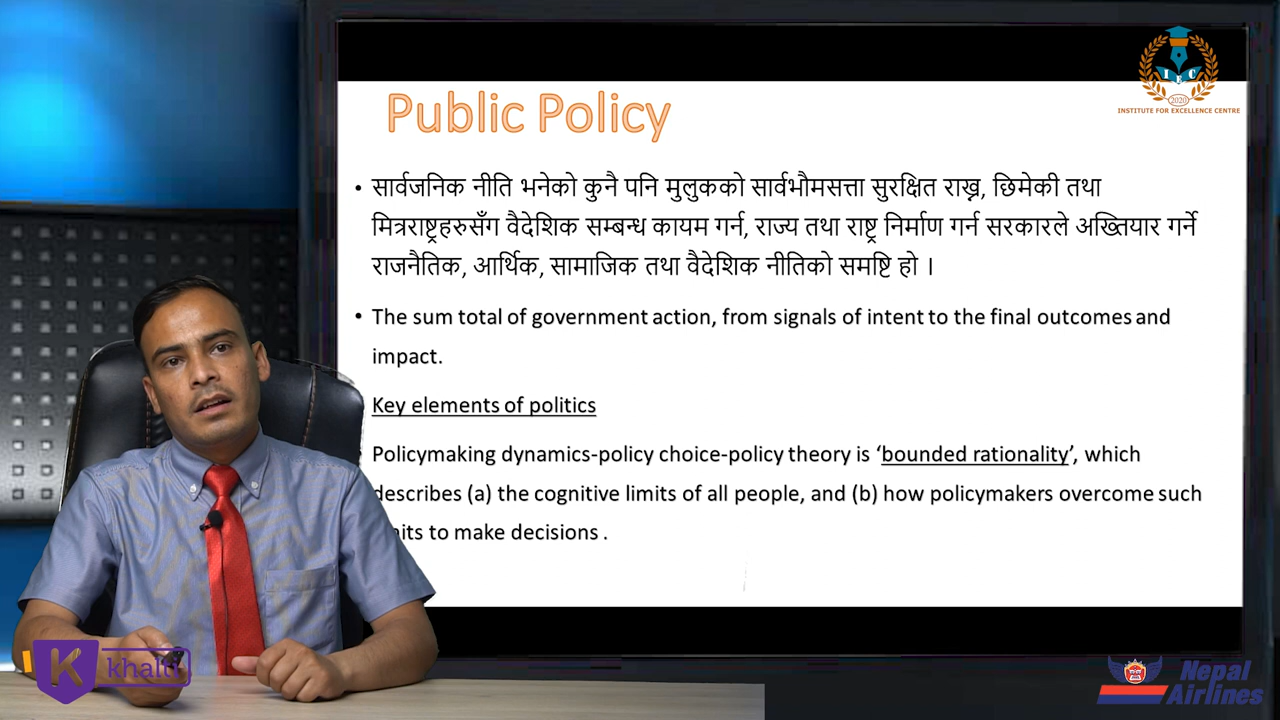 I E C
2020
INSTITUTE FOR EXCELLENCE CENTRE
Public Policy
• सार्वजनिक नीति भनेको कुनै पनि मुलुकको सार्वभौमसत्ता सुरक्षित राख्न, छिमेकी तथा
मित्रराष्ट्रहरुसँग वैदेशिक सम्बन्ध कायम गर्न, राज्य तथा राष्ट्र निर्माण गर्न सरकारले अख्तियार गर्ने
राजनैतिक, आर्थिक, सामाजिक तथा वैदेशिक नीतिको समष्टि हो ।
• The sum total of government action, from signals of intent to the final outcomes and
impact.
Key elements of politics
Policymaking dynamics-policy choice-policy theory is ‘bounded rationality’, which
describes (a) the cognitive limits of all people, and (b) how policymakers overcome such
to make decisions .
K khalti
Nepal
Airlines